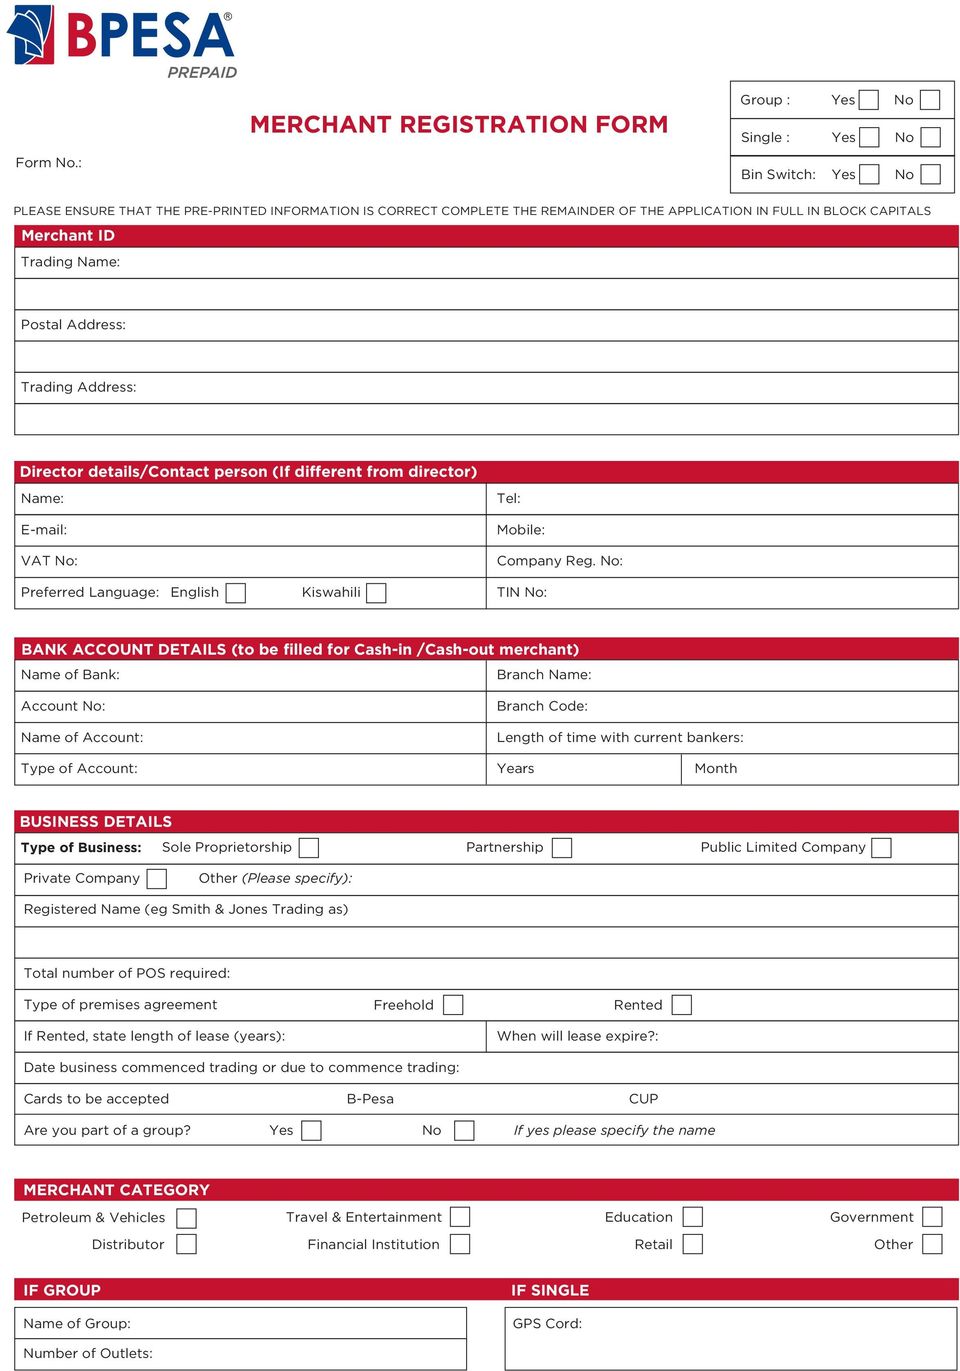 BPESA®
PREPAID
Group : Yes No
MERCHANT REGISTRATION FORM
Single : Yes No
Form No.:
Bin Switch: Yes No
PLEASE ENSURE THAT THE PRE-PRINTED INFORMATION IS CORRECT COMPLETE THE REMAINDER OF THE APPLICATION IN FULL IN BLOCK CAPITALS
Merchant ID
Trading Name:
Postal Address:
Trading Address:
Director details/Contact person (If different from director)
Name: Tel:
E-mail: Mobile:
VAT No: Company Reg. No:
Preferred Language: English Kiswahili TIN No:
BANK ACCOUNT DETAILS (to be filled for Cash-in /Cash-out merchant)
Name of Bank: Branch Name:
Account No: Branch Code:
Name of Account: Length of time with current bankers:
Type of Account: Years Month
BUSINESS DETAILS
Type of Business: Sole Proprietorship Partnership Public Limited Company
Private Company Other (Please specify):
Registered Name (eg Smith & Jones Trading as)
Total number of POS required:
Type of premises agreement Freehold Rented
If Rented, state length of lease (years): When will lease expire?:
Date business commenced trading or due to commence trading:
Cards to be accepted B-Pesa CUP
Are you part of a group? Yes No If yes please specify the name
MERCHANT CATEGORY
Petroleum & Vehicles Travel & Entertainment Education Government
Distributor Financial Institution Retail Other
IF GROUP IF SINGLE
Name of Group: GPS Cord:
Number of Outlets: